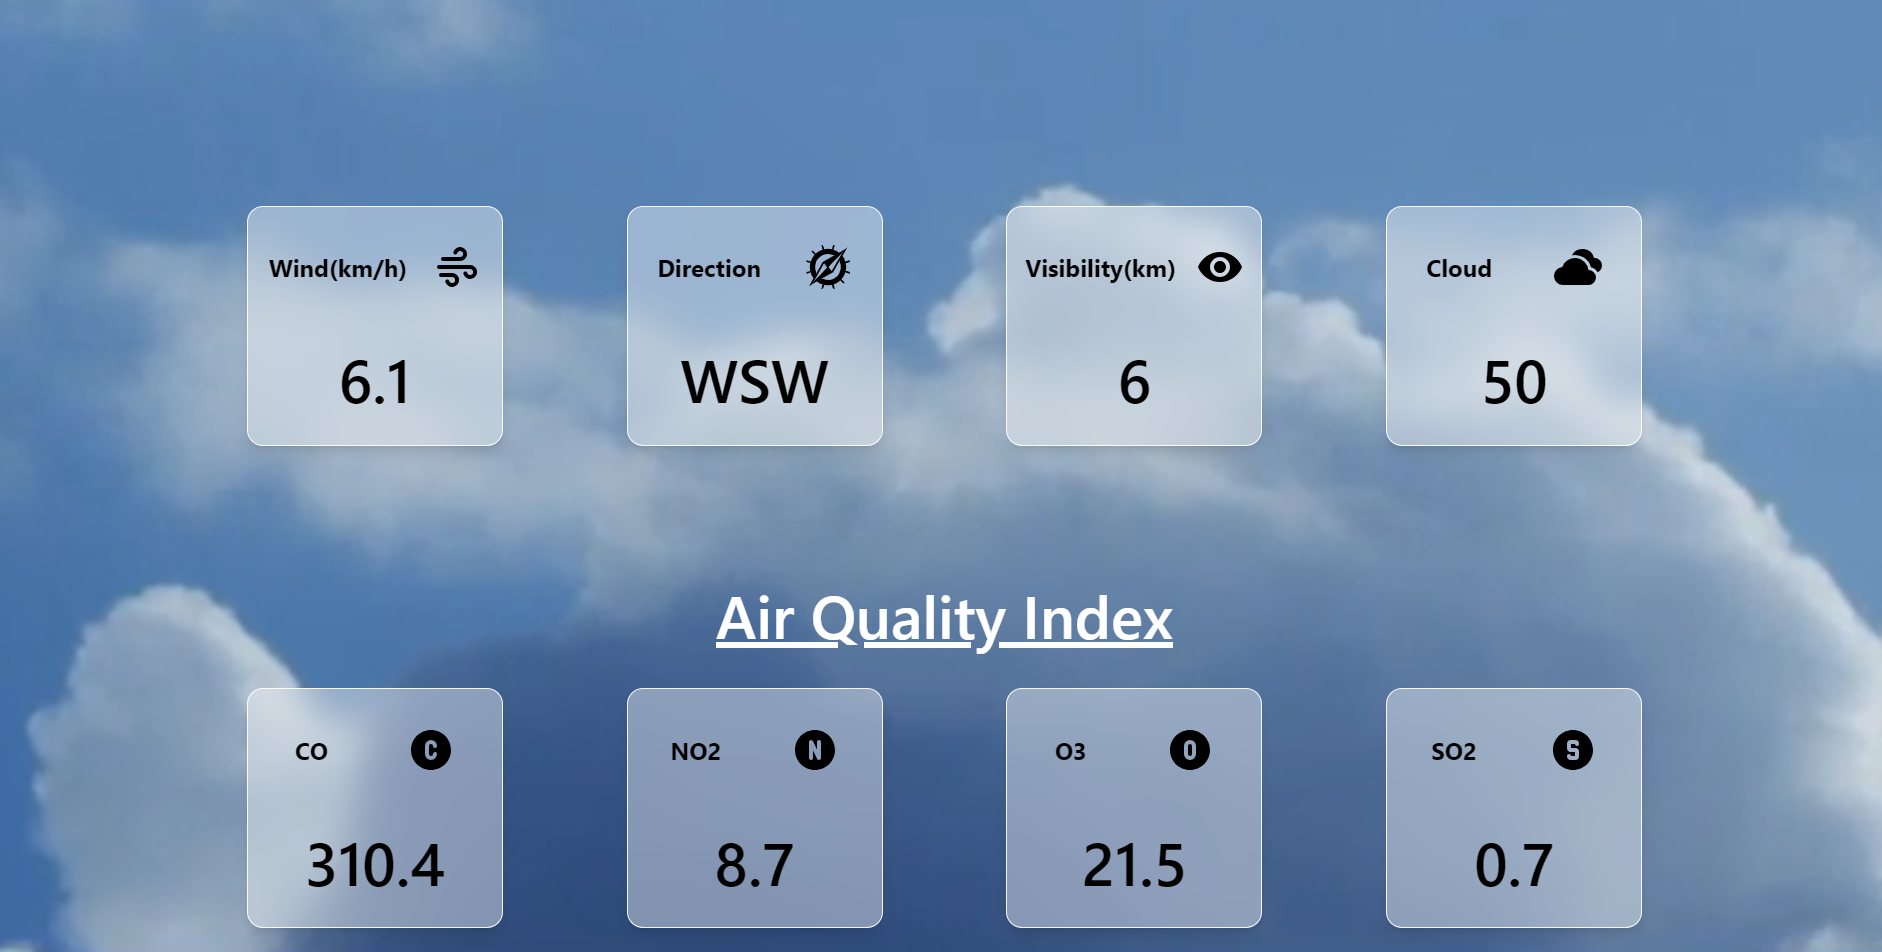 Wind(km/h)
6.1
Direction
WSW
Visibility(km)
6
Cloud
50
Air Quality Index
CO
C
310.4
NO2
N
8.7
O3
O
21.5
SO2
S
0.7